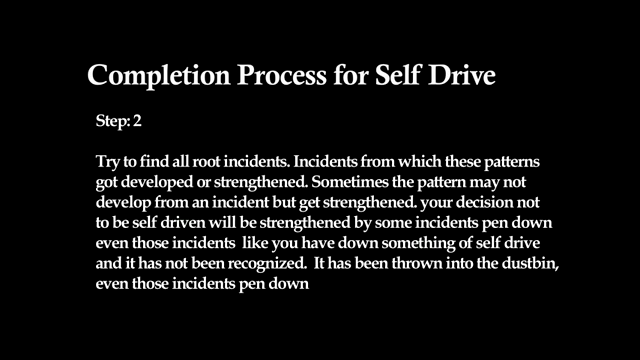 Completion Process for Self Drive
Step: 2
Try to find all root incidents. Incidents from which these patterns
got developed or strengthened. Sometimes the pattern may not
develop from an incident but get strengthened. your decision not
to be self driven will be strengthened by some incidents pen down
even those incidents  like you have down something of self drive
and it has not been recognized.  It has been thrown into the dustbin,
even those incidents pen down